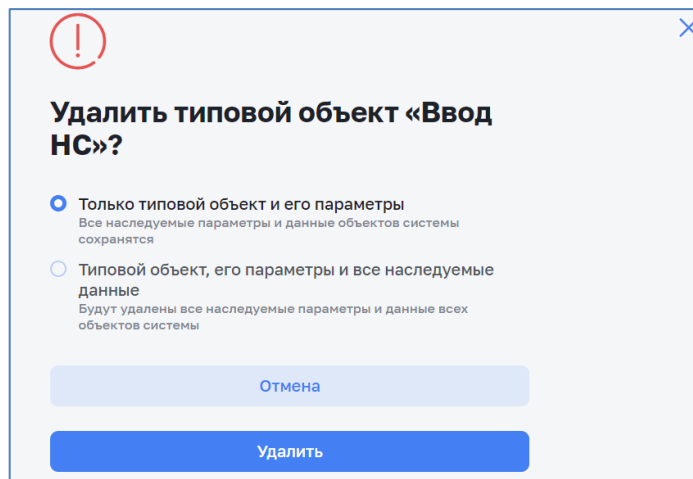 Удалить типовой объект «Ввод
НС»?
Только типовой объект и его параметры
Все наследуемые параметры и данные объектов системы
сохранятся
Типовой объект, его параметры и все наследуемые
данные
Будут удалены все наследуемые параметры и данные всех
объектов системы
Отмена
Удалить